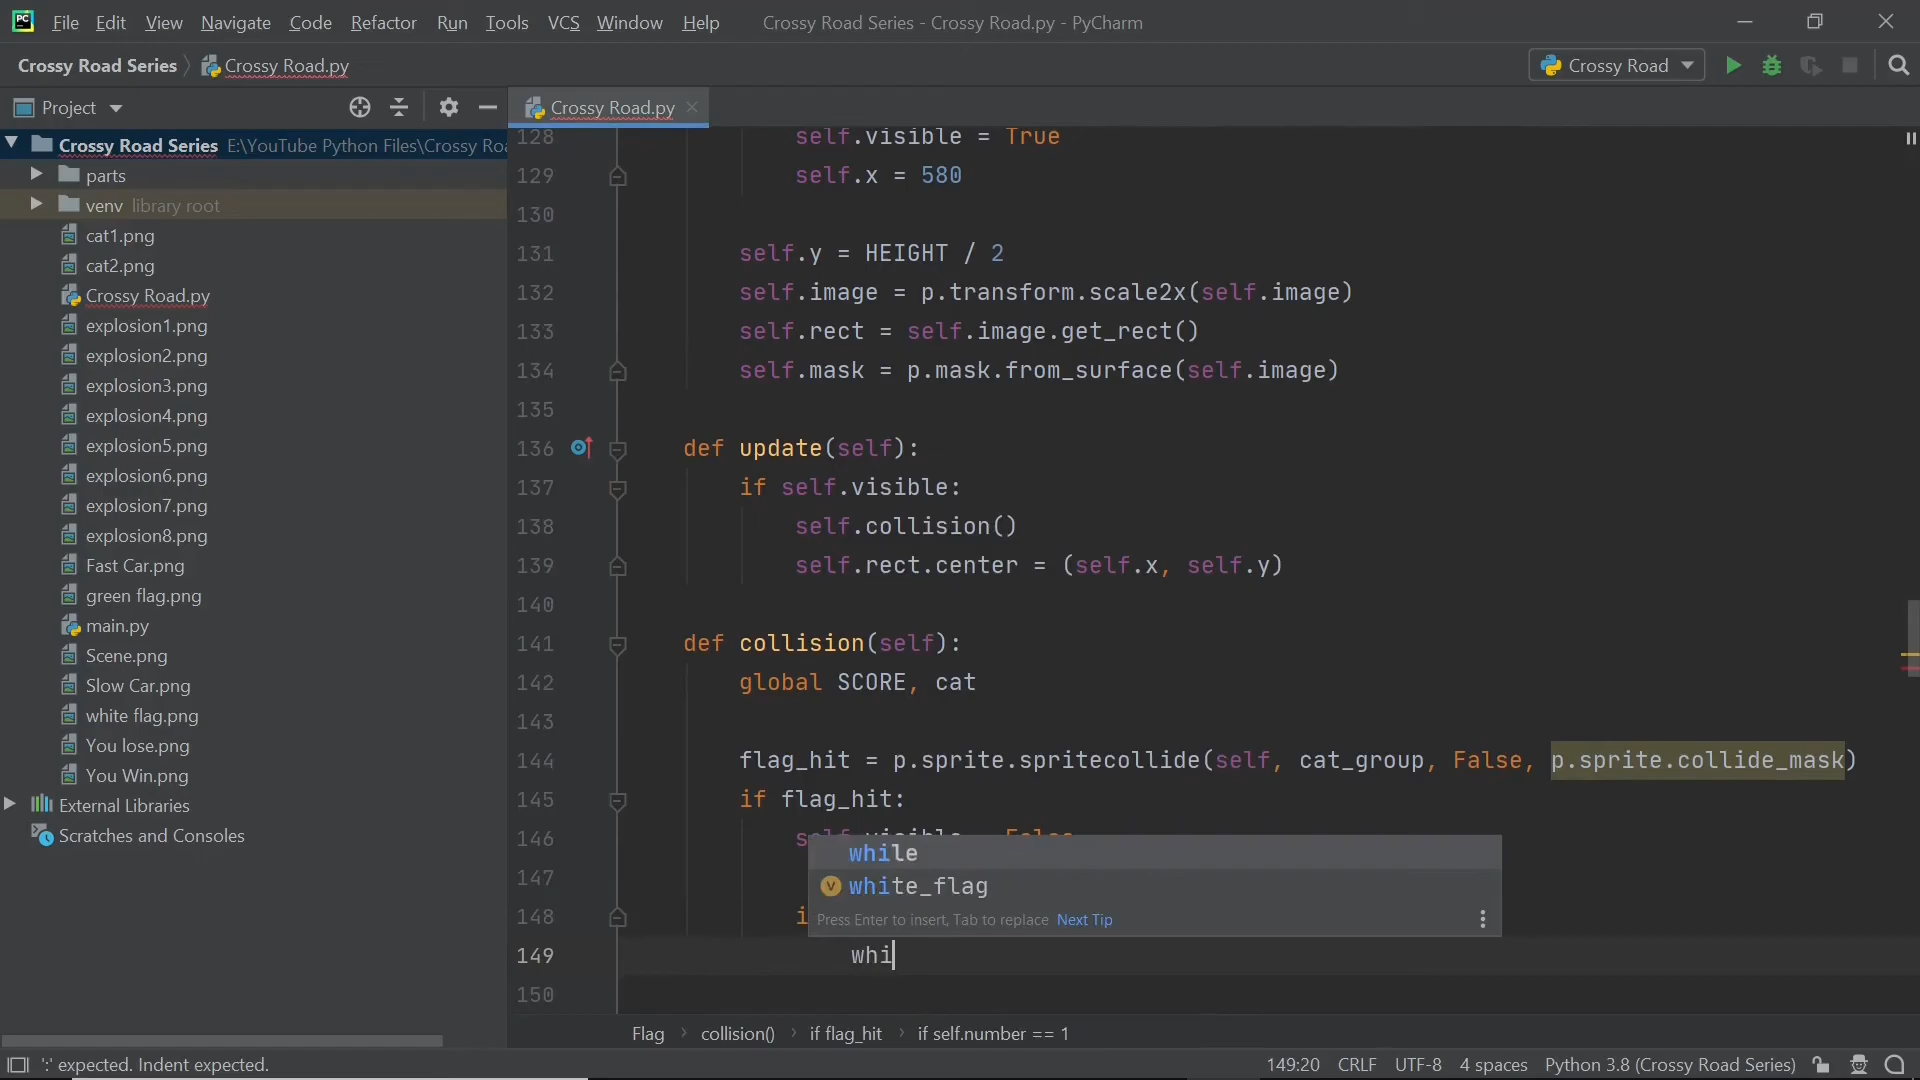 PC File Edit View Navigate Code Refactor Run Tools VCS Window Help Crossy Road Series - Crossy Road.py - PyCharm
Crossy Road Series Crossy Road.py Crossy Road
Project Crossy Road.py
Crossy Road Series E:\YouTube Python Files\Crossy Roa
parts
venv library root
cat1.png
cat2.png
Crossy Road.py
explosion1.png
explosion2.png
explosion3.png
explosion4.png
explosion5.png
explosion6.png
explosion7.png
explosion8.png
Fast Car.png
green flag.png
main.py
Scene.png
Slow Car.png
white flag.png
You lose.png
You Win.png
External Libraries
Scratches and Consoles
128 self.visible = True
129 self.x = 580
130
131 self.y = HEIGHT / 2
132 self.image = p.transform.scale2x(self.image)
133 self.rect = self.image.get_rect()
134 self.mask = p.mask.from_surface(self.image)
135
136 def update(self):
137 if self.visible:
138 self.collision()
139 self.rect.center = (self.x, self.y)
140
141 def collision(self):
142 global SCORE, cat
143
144 flag_hit = p.sprite.spritecollide(self, cat_group, False, p.sprite.collide_mask)
145 if flag_hit:
146 self.visible = False
while
147
v white_flag
148 i
Press Enter to insert, Tab to replace Next Tip
149 whi
150
Flag collision() if flag_hit if self.number == 1
':' expected. Indent expected. 149:20 CRLF UTF-8 4 spaces Python 3.8 (Crossy Road Series)